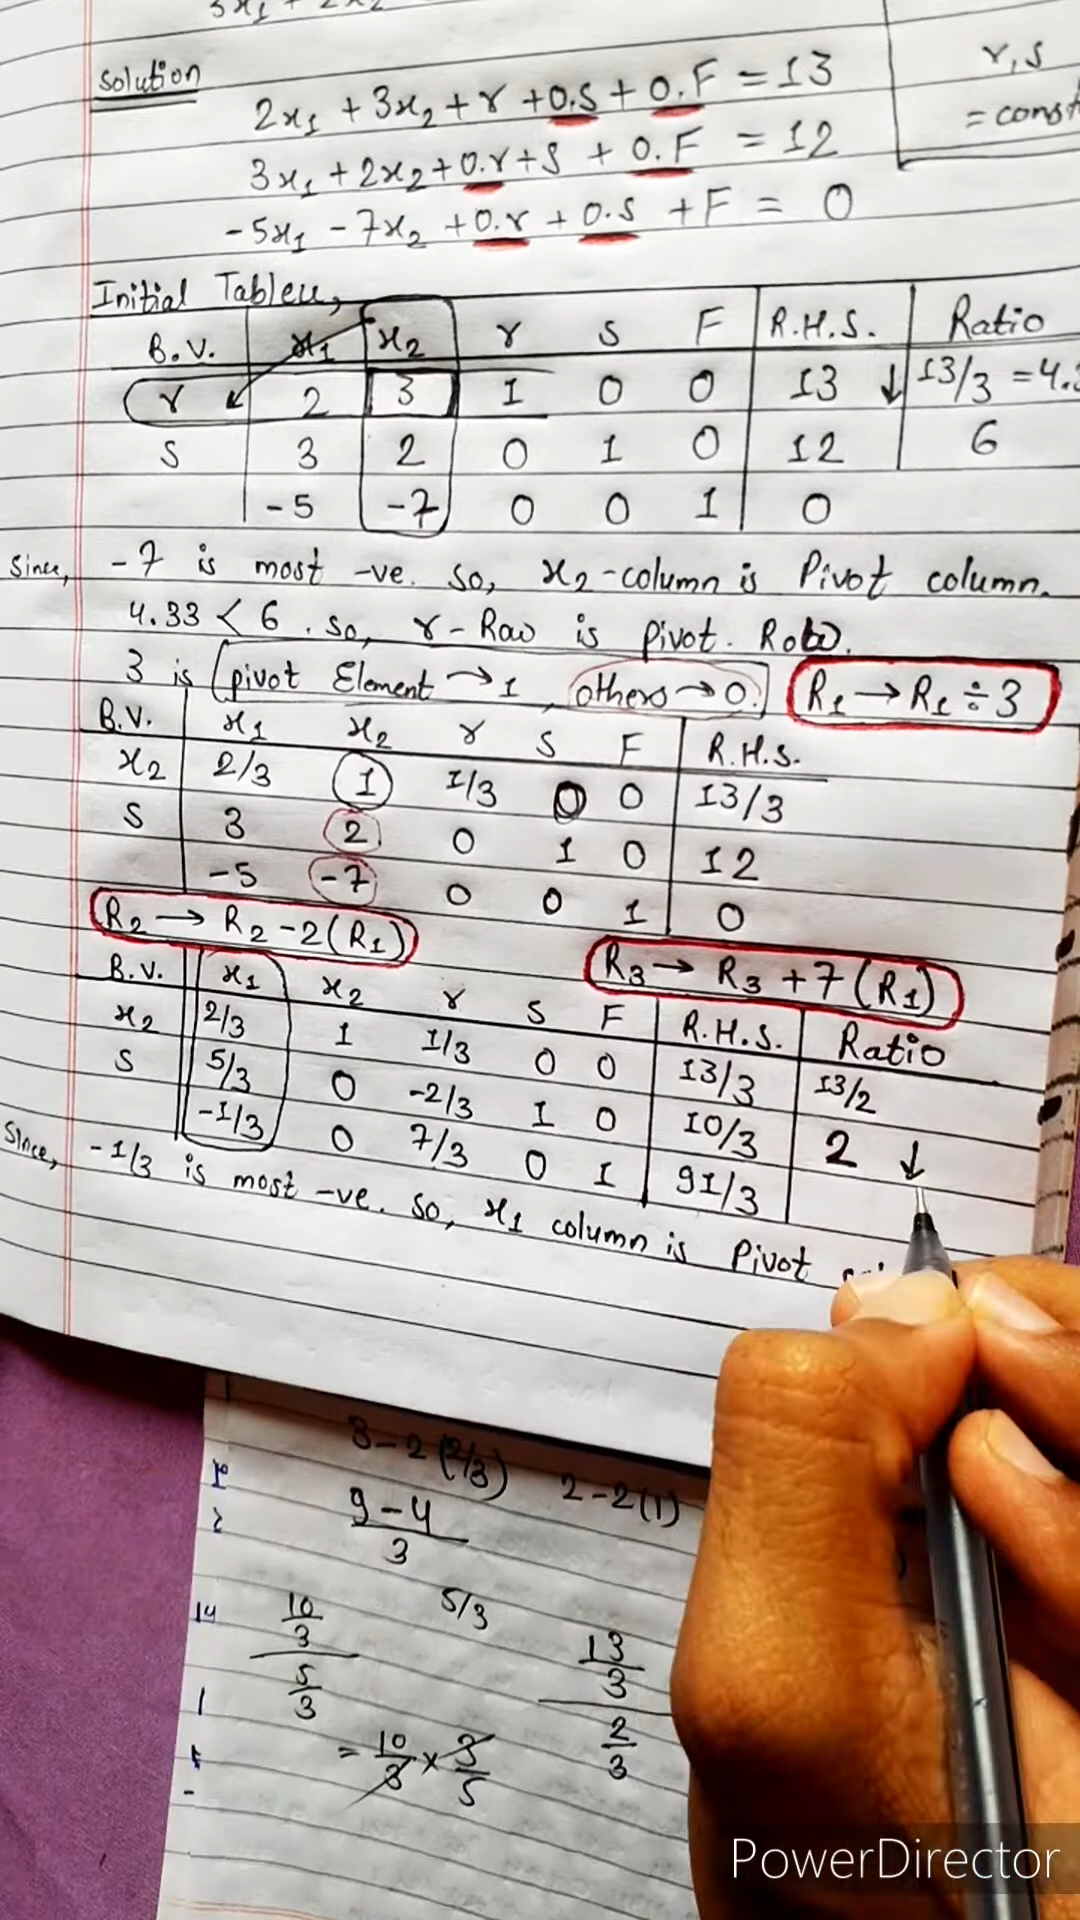 Solution
2x₁ + 3x₂ + r + 0.s + 0.F = 13
r, s
3x₁ + 2x₂ + 0.r + s + 0.F = 12
-5x₁ - 7x₂ + 0.r + 0.s + F = 0
Initial Tableu,
B.V. x₁ x₂ r s F R.H.S. Ratio
r 2 3 1 0 0 13 ↓ 13/3
s 3 2 0 1 0 12 6
-5 -7 0 0 1 0
Since, -7 is most -ve. so, x₂-column is Pivot column.
4.33 < 6. so, r-Row is pivot.
3 is pivot Element → 1, others → 0. R₁ → R₁ ÷ 3
B.V. x₁ x₂ r s F R.H.S.
x₂ 2/3 1 1/3 0 0 13/3
s 3 2 0 1 0 12
-5 -7 0 0 1 0
R₂ → R₂ - 2(R₁) R₃ → R₃ + 7(R₁)
B.V. x₁ x₂ r s F R.H.S. Ratio
x₂ 2/3 1 1/3 0 0 13/3 13/2
s 5/3 0 -2/3 1 0 10/3 2 ↓
-1/3 0 7/3 0 1 91/3
Since, -1/3 is most -ve. so, x₁ column is Pivot
3-2(2/3) 2-2(1)
9-4
3
5/3
10
3
5
3
13
3
2
3
= 10/3 × 3/5
PowerDirector